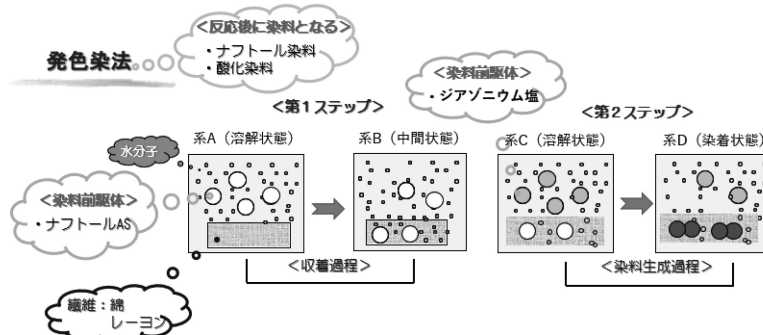 発色染法
<反応後に染料となる>
・ナフトール染料
・酸化染料
<染料前駆体>
・ジアゾニウム塩
<第1ステップ>
<第2ステップ>
水分子
系A（溶解状態）
系B（中間状態）
系C（溶解状態）
系D（染着状態）
<染料前駆体>
・ナフトールAS
<収着過程>
<染料生成過程>
繊維：綿
レーヨン